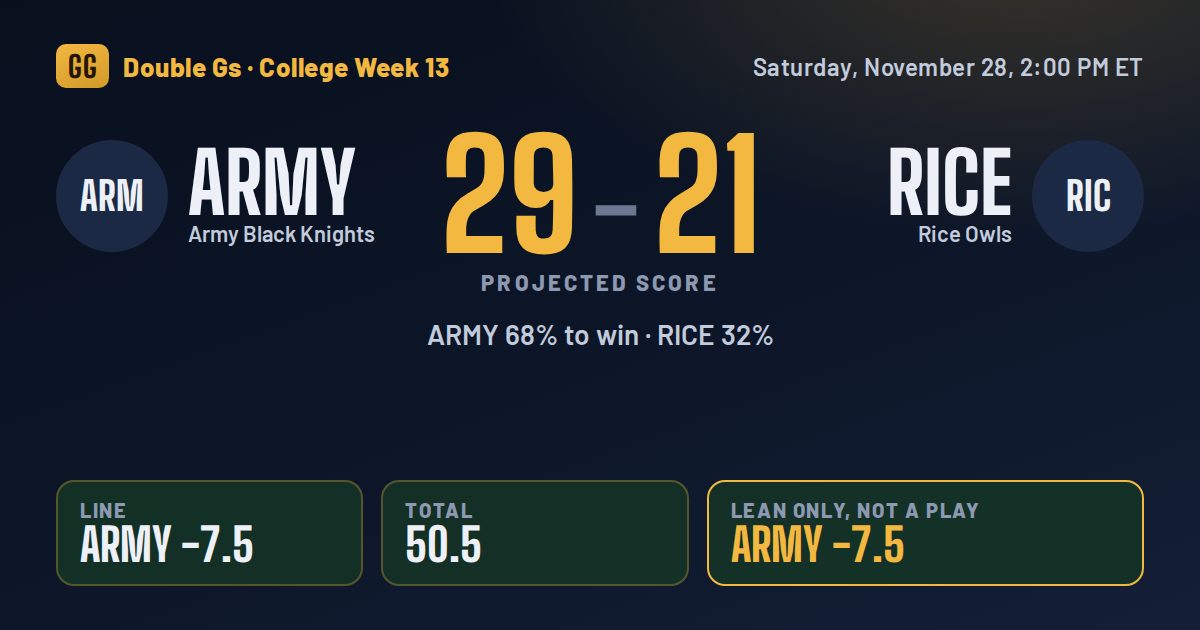 GG Double Gs · College Week 13
Saturday, November 28, 2:00 PM ET
ARM
ARMY
Army Black Knights
29 – 21
PROJECTED SCORE
RICE
Rice Owls
RIC
ARMY 68% to win · RICE 32%
LINE
ARMY −7.5
TOTAL
50.5
LEAN ONLY, NOT A PLAY
ARMY −7.5